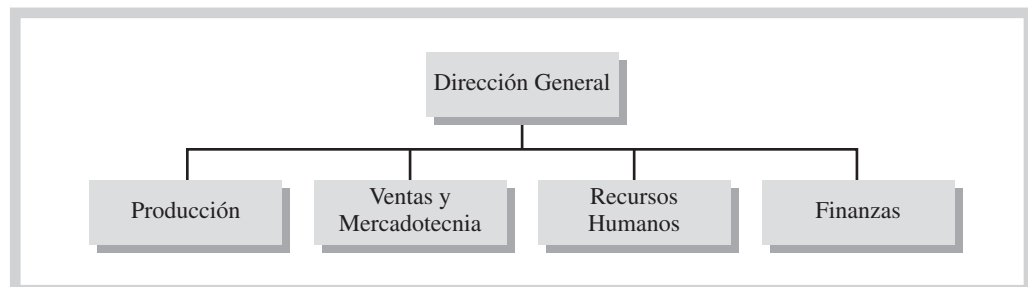 Dirección General
Producción
Ventas y
Mercadotecnia
Recursos
Humanos
Finanzas